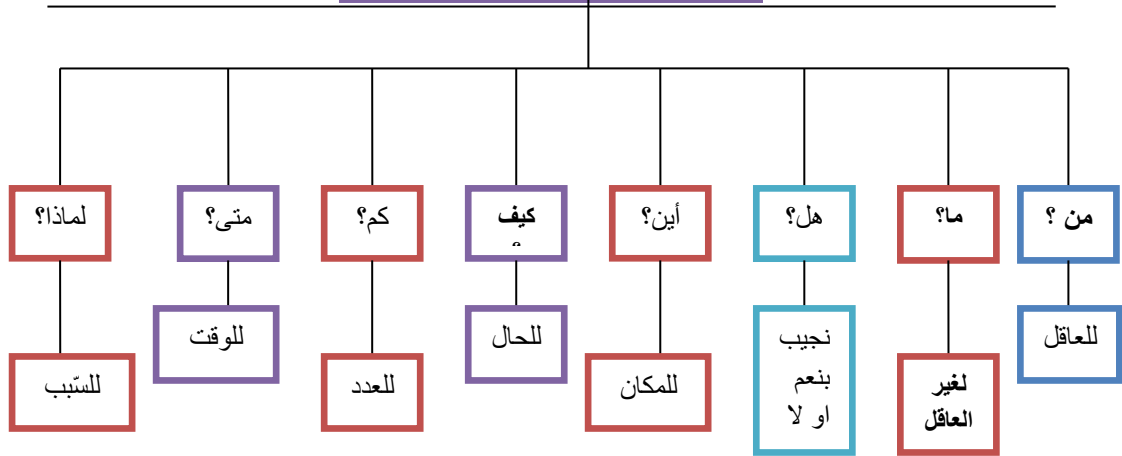 من ؟
ما؟
هل؟
أين؟
كيف
؟
كم؟
متى؟
لماذا؟
للعاقل
لغير
العاقل
نجيب
بنعم
او لا
للمكان
للحال
للعدد
للوقت
للسّبب